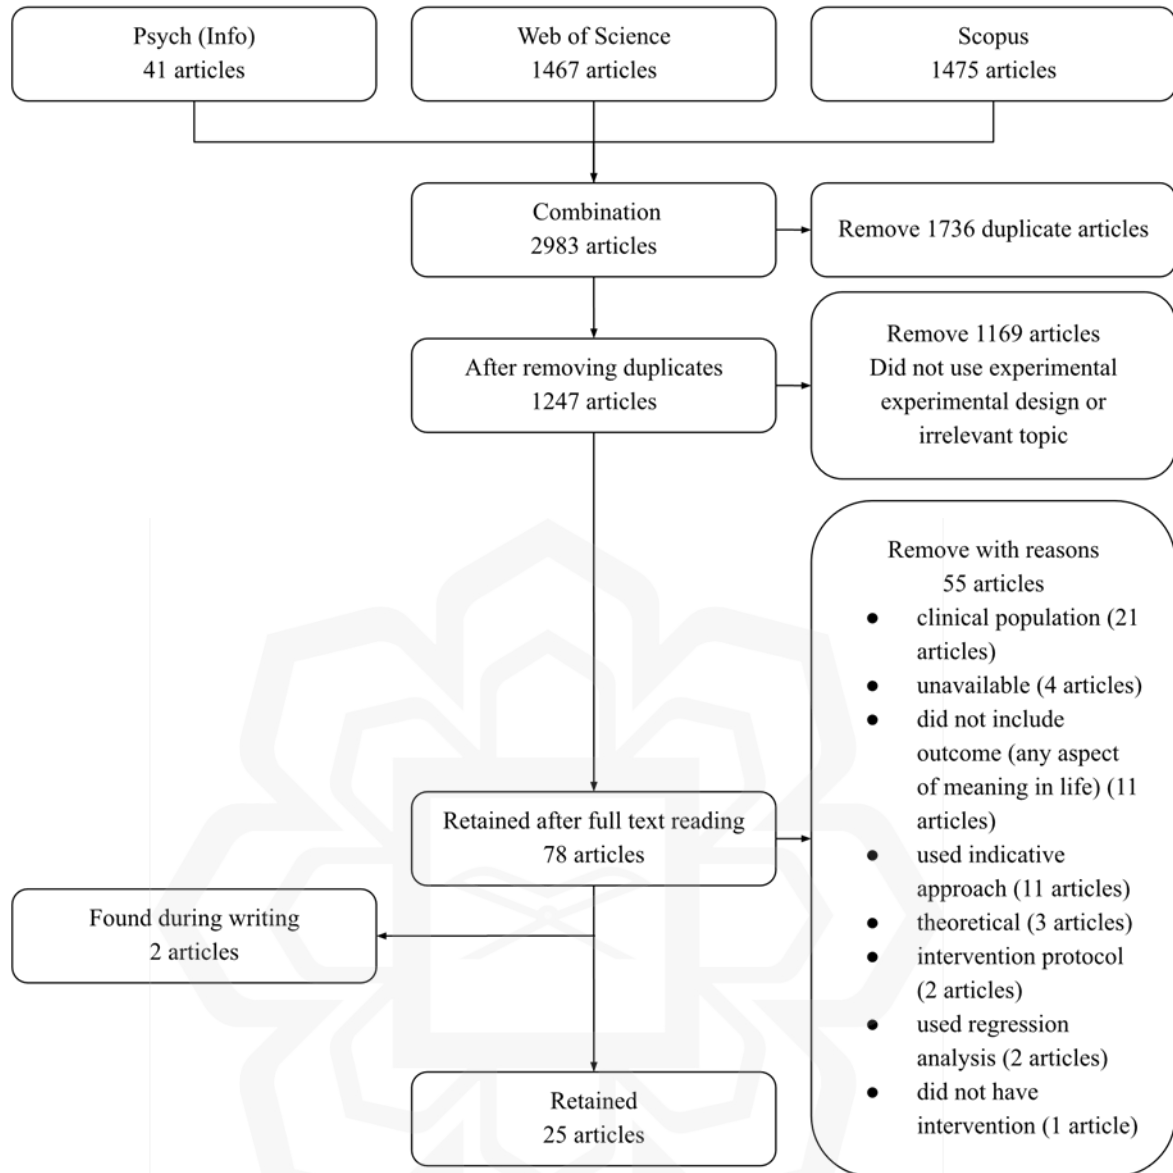 Psych (Info)
41 articles
Web of Science
1467 articles
Scopus
1475 articles
Combination
2983 articles
Remove 1736 duplicate articles
After removing duplicates
1247 articles
Remove 1169 articles
Did not use experimental
experimental design or
irrelevant topic
Remove with reasons
55 articles
● clinical population (21
articles)
● unavailable (4 articles)
● did not include
outcome (any aspect
of meaning in life) (11
articles)
● used indicative
approach (11 articles)
● theoretical (3 articles)
● intervention protocol
(2 articles)
● used regression
analysis (2 articles)
● did not have
intervention (1 article)
Retained after full text reading
78 articles
Found during writing
2 articles
Retained
25 articles